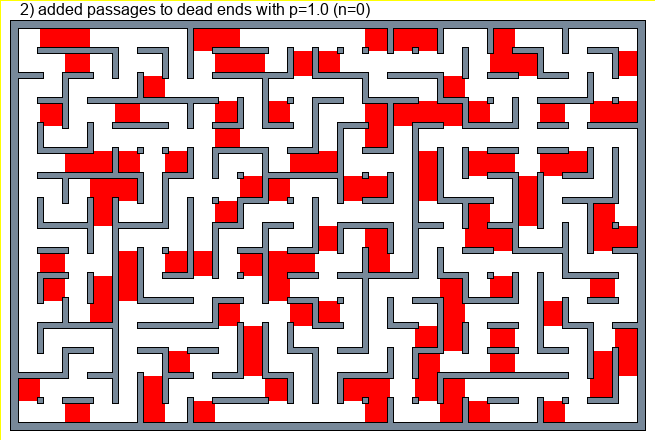 2) added passages to dead ends with p=1.0 (n=0)